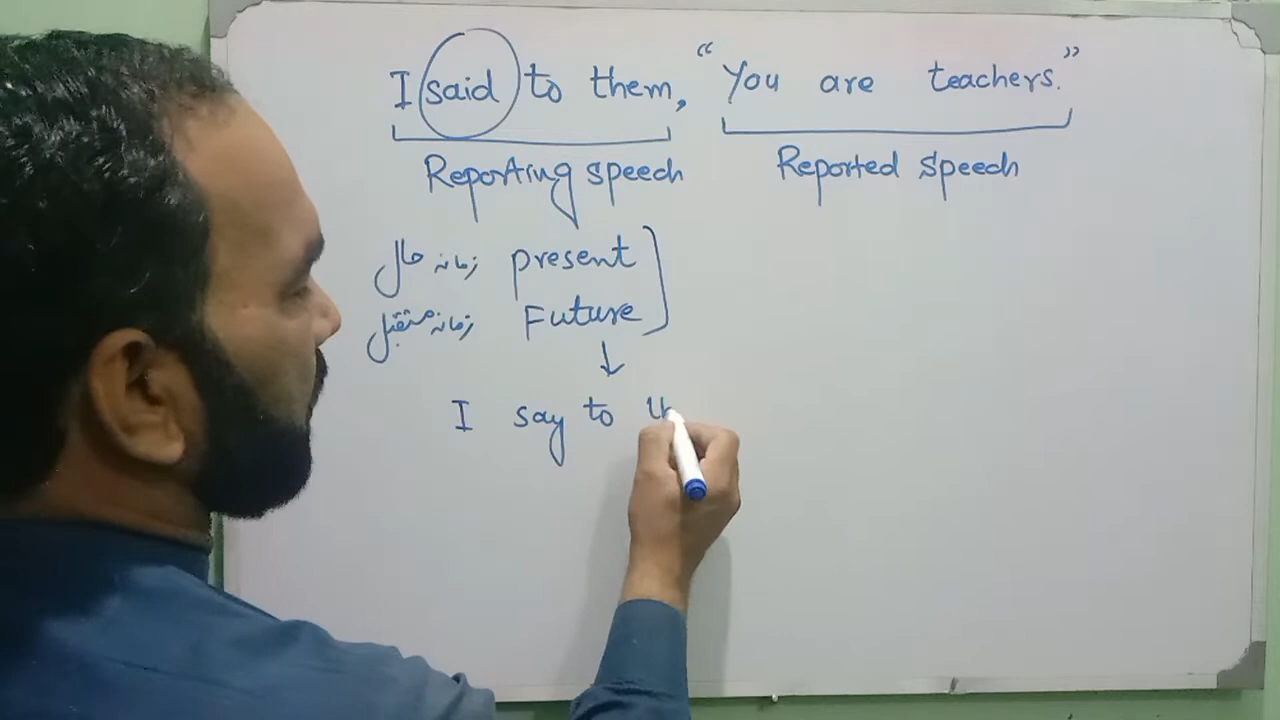 I said to them, “You are teachers.”
Reporting speech Reported speech
زمانہ حال present
زمانہ مستقبل Future
I say to